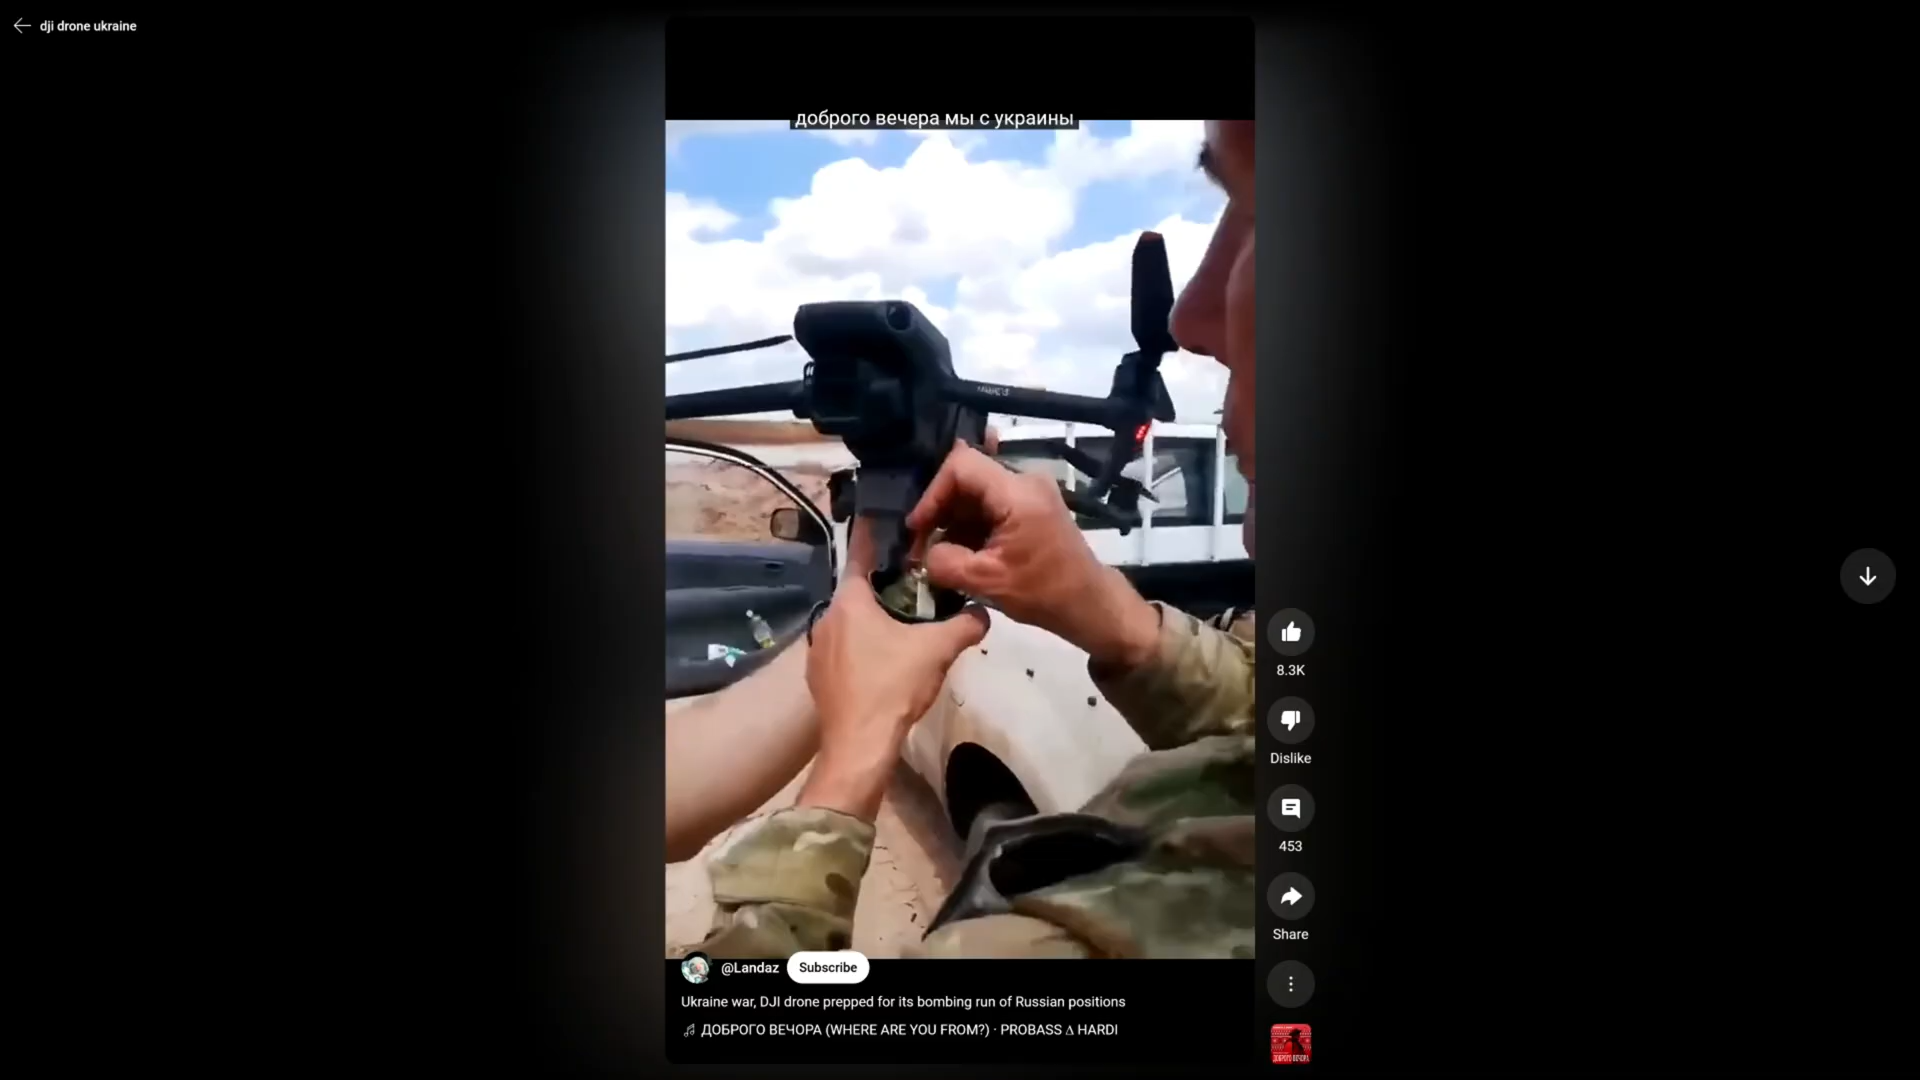 dji drone ukraine
доброго вечера мы с украины
8.3K
Dislike
453
Share
@Landaz
Subscribe
Ukraine war, DJI drone prepped for its bombing run of Russian positions
ДОБРОГО ВЕЧОРА (WHERE ARE YOU FROM?) · PROBASS ∆ HARDI